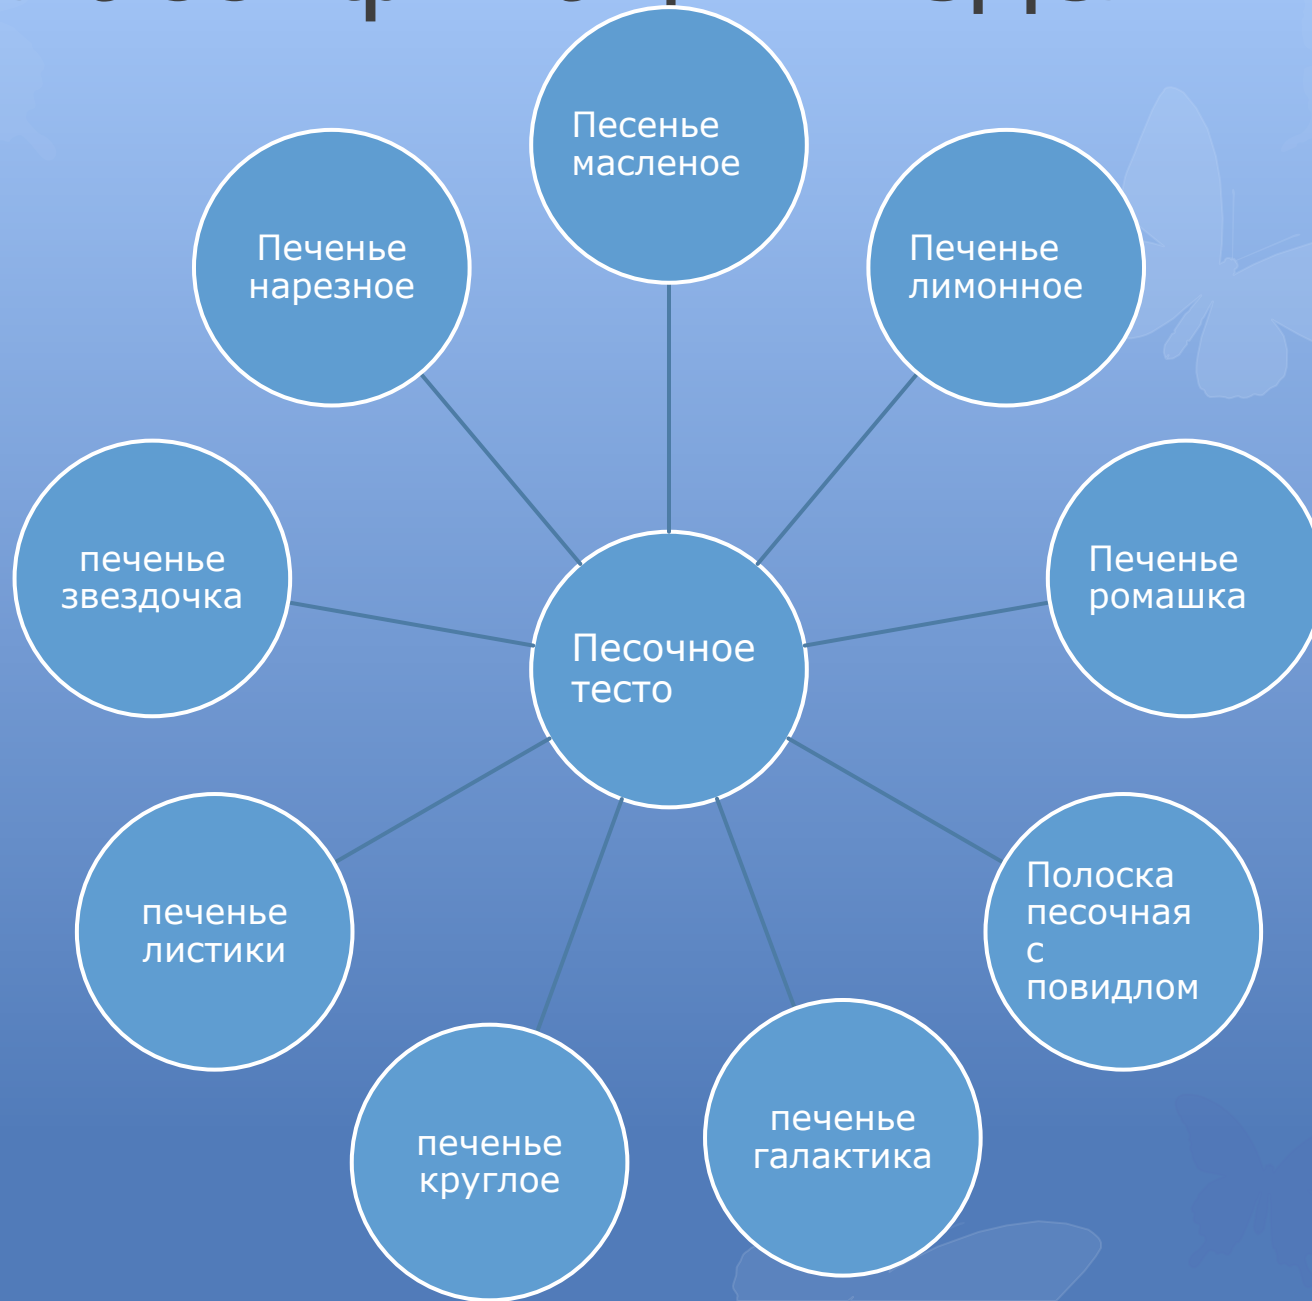 Песенье
масленое
Печенье
лимонное
Печенье
ромашка
Полоска
песочная
с
повидлом
печенье
галактика
печенье
круглое
печенье
листики
печенье
звездочка
Печенье
нарезное
Песочное
тесто